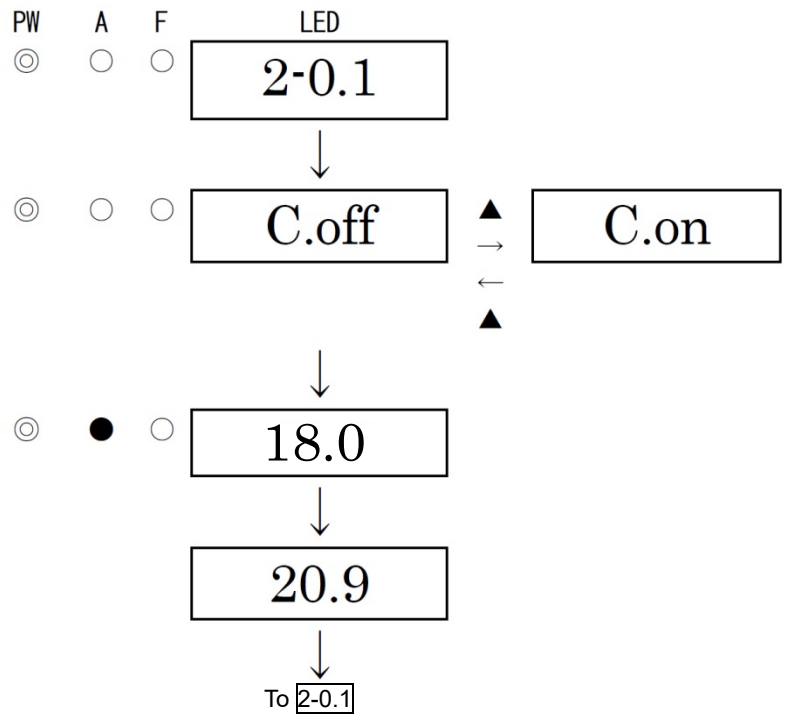 PW A F LED
◎ ○ ○ 2-0.1
↓
◎ ○ ○ C.off ▲ C.on
→
←
▲
↓
◎ ● ○ 18.0
↓
20.9
↓
To 2-0.1